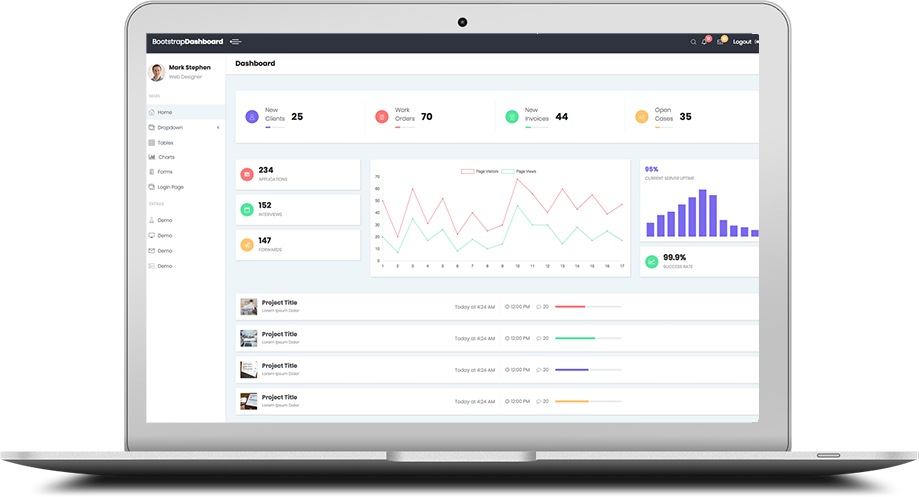 BootstrapDashboard
Logout
Mark Stephen
Web Designer
Dashboard
MAIN
Home
Dropdown
Tables
Charts
Forms
Login Page
EXTRAS
Demo
Demo
Demo
Demo
New
Clients
25
Work
Orders
70
New
Invoices
44
Open
Cases
35
234
APPLICATIONS
152
INTERVIEWS
147
FORWARDS
Page Visitors
Page Views
70
60
50
40
30
20
10
0
1 2 3 4 5 6 7 8 9 10 11 12 13 14 15 16 17
95%
CURRENT SERVER UPTIME
99.9%
SUCCESS RATE
Project Title
Lorem Ipsum Dolor
Today at 4:24 AM
12:00 PM
20
Project Title
Lorem Ipsum Dolor
Today at 4:24 AM
12:00 PM
20
Project Title
Lorem Ipsum Dolor
Today at 4:24 AM
12:00 PM
20
Project Title
Lorem Ipsum Dolor
Today at 4:24 AM
12:00 PM
20